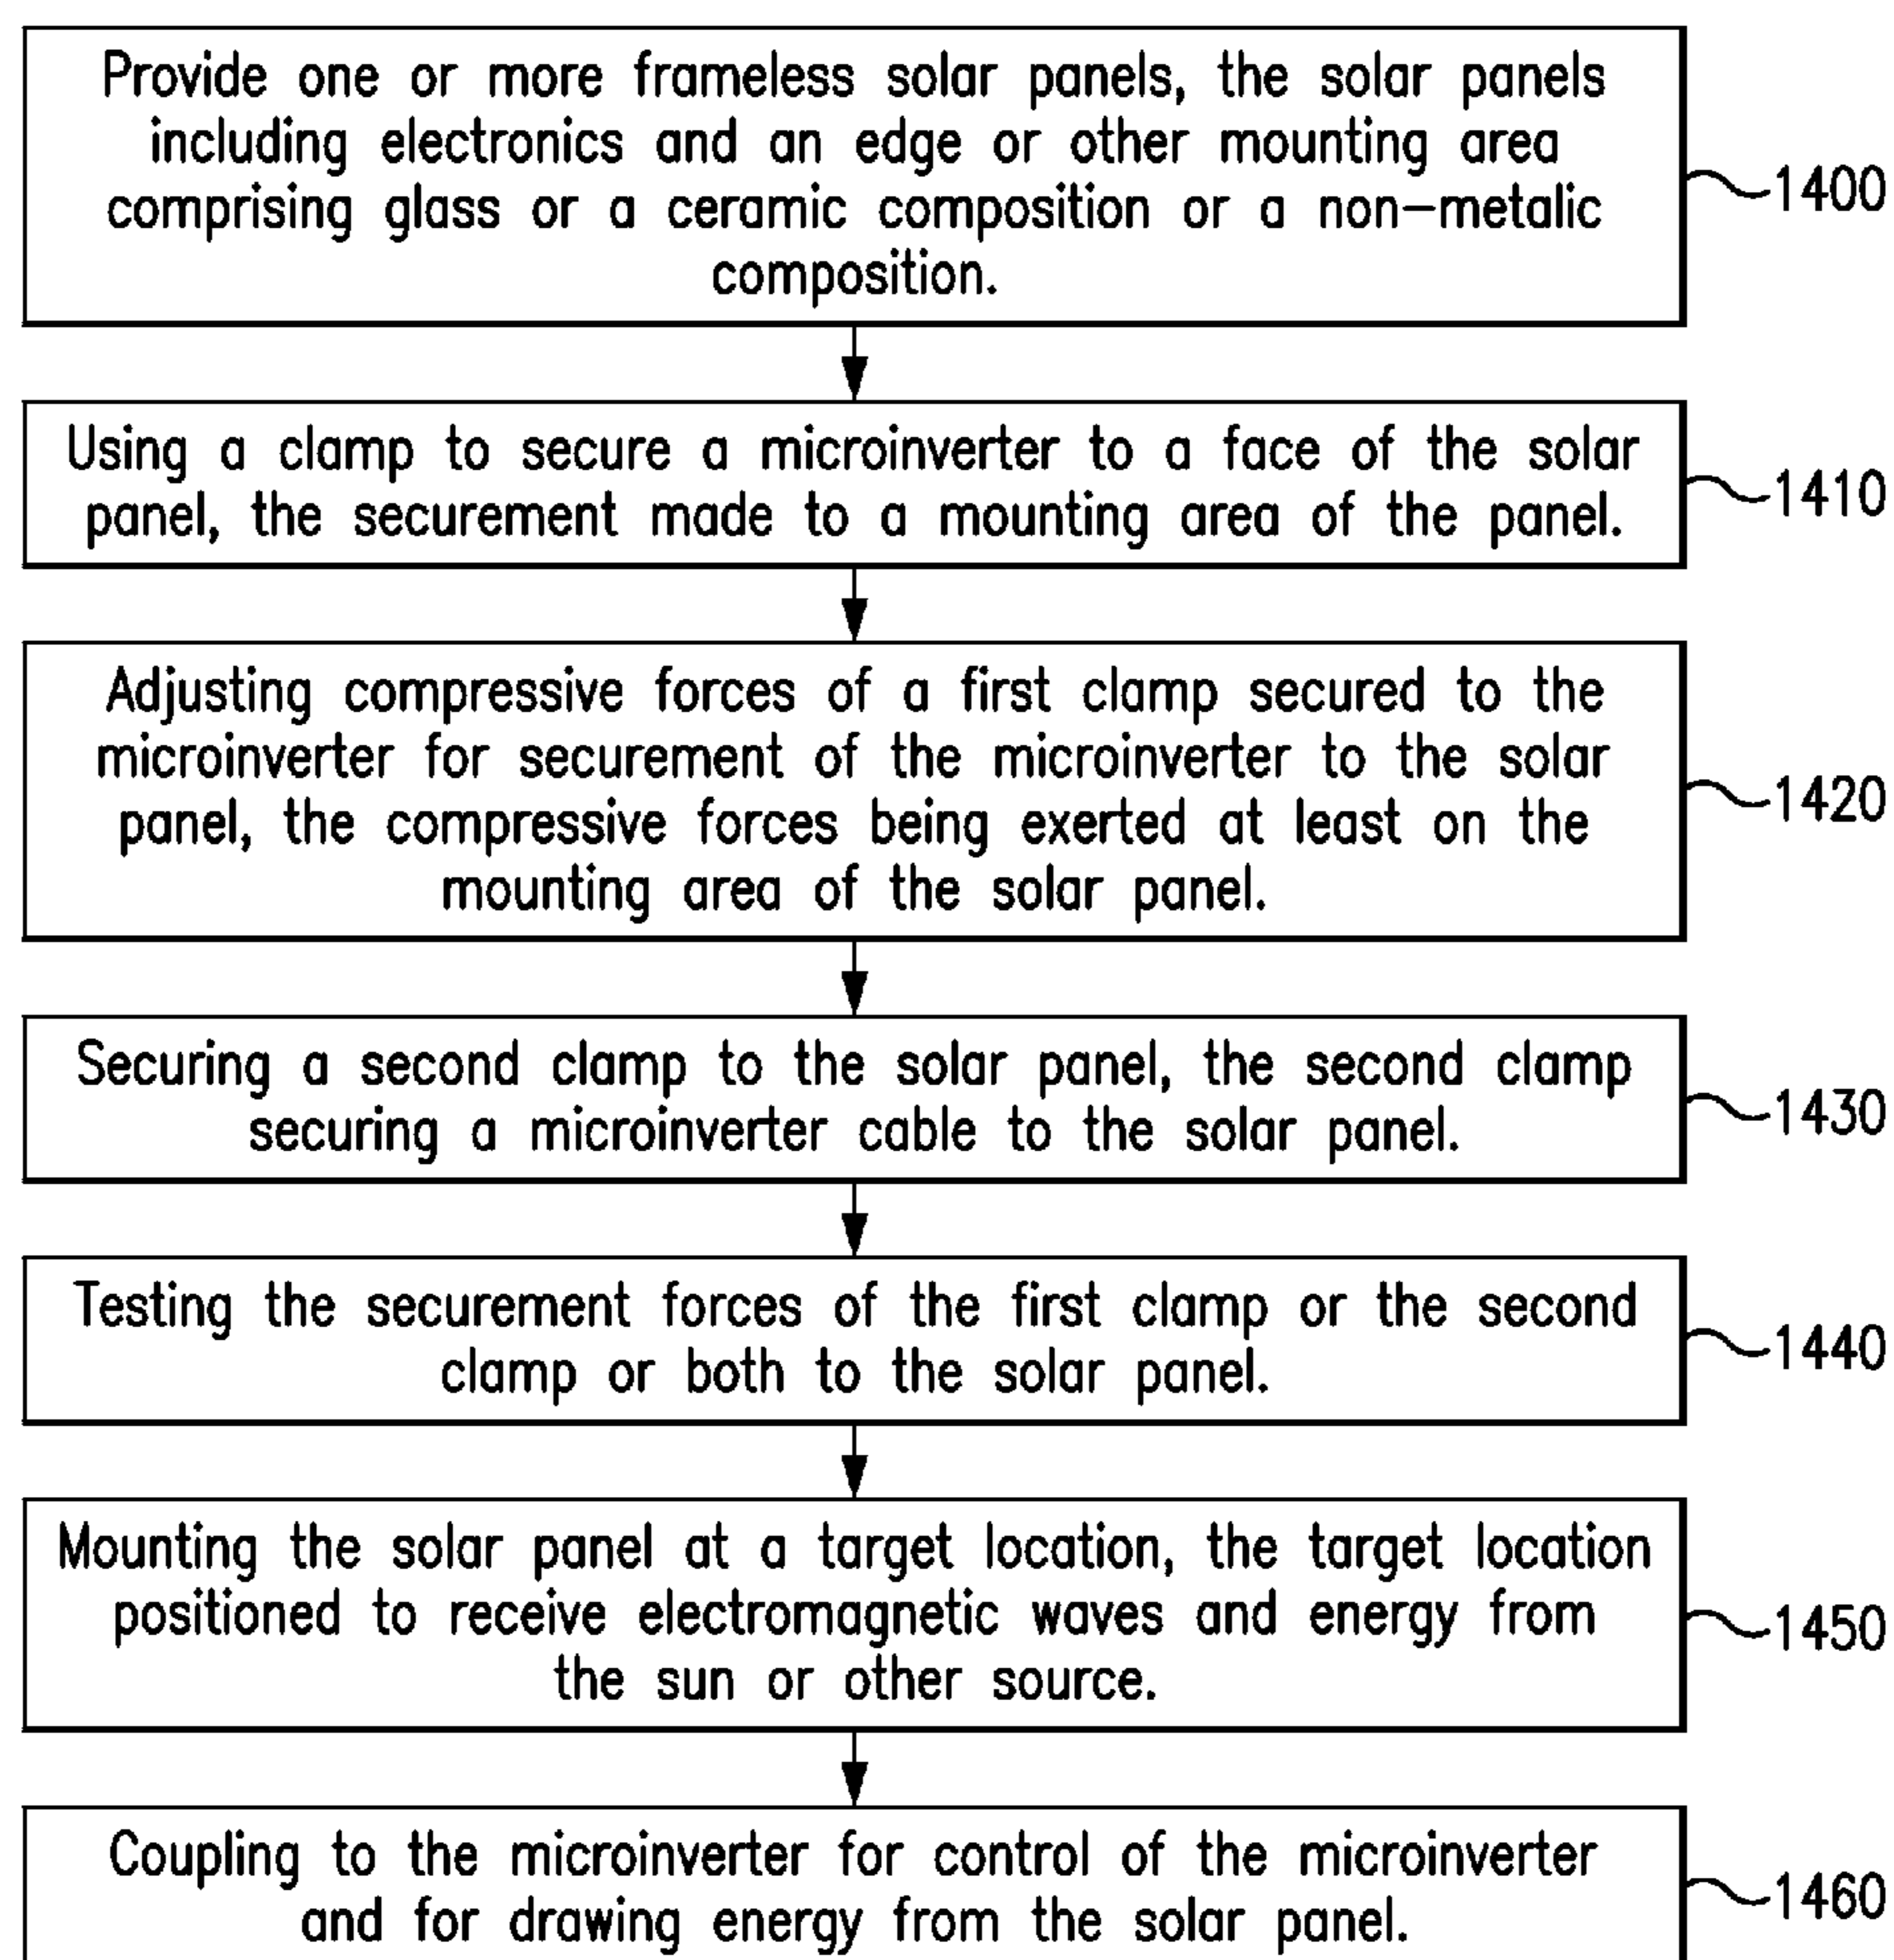 Provide one or more frameless solar panels, the solar panels
including electronics and an edge or other mounting area
comprising glass or a ceramic composition or a non-metalic
composition.
1400
Using a clamp to secure a microinverter to a face of the solar
panel, the securement made to a mounting area of the panel.
1410
Adjusting compressive forces of a first clamp secured to the
microinverter for securement of the microinverter to the solar
panel, the compressive forces being exerted at least on the
mounting area of the solar panel.
1420
Securing a second clamp to the solar panel, the second clamp
securing a microinverter cable to the solar panel.
1430
Testing the securement forces of the first clamp or the second
clamp or both to the solar panel.
1440
Mounting the solar panel at a target location, the target location
positioned to receive electromagnetic waves and energy from
the sun or other source.
1450
Coupling to the microinverter for control of the microinverter
and for drawing energy from the solar panel.
1460